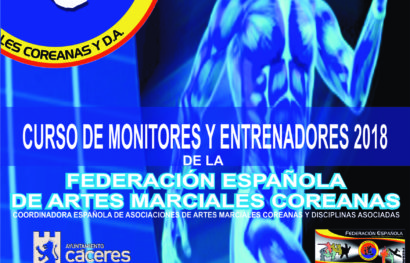 LES COREANAS Y D.A.
CURSO DE MONITORES Y ENTRENADORES 2018
DE LA
FEDERACIÓN ESPAÑOLA
DE ARTES MARCIALES COREANAS
COORDINADORA ESPAÑOLA DE ASOCIACIONES DE ARTES MARCIALES COREANAS Y DISCIPLINAS ASOCIADAS
AYUNTAMIENTO
cáceres
FEDERACIÓN ESPAÑOLA